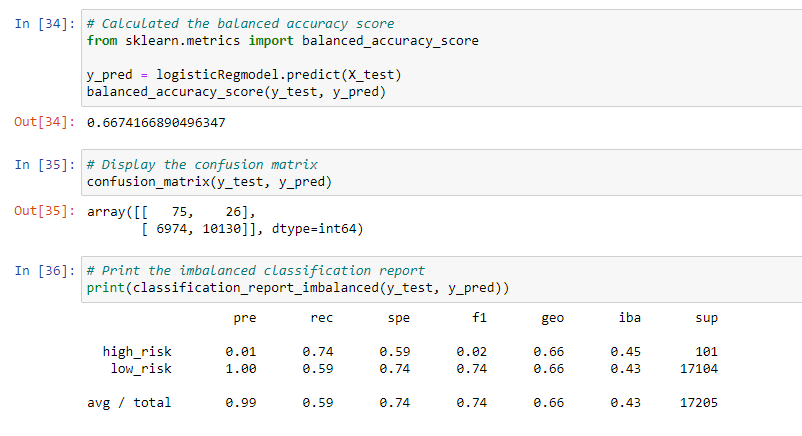 In [34]: # Calculated the balanced accuracy score
from sklearn.metrics import balanced_accuracy_score
y_pred = logisticRegmodel.predict(X_test)
balanced_accuracy_score(y_test, y_pred)
Out[34]: 0.6674166890496347
In [35]: # Display the confusion matrix
confusion_matrix(y_test, y_pred)
Out[35]: array([[   75,    26],
       [ 6974, 10130]], dtype=int64)
In [36]: # Print the imbalanced classification report
print(classification_report_imbalanced(y_test, y_pred))
pre rec spe f1 geo iba sup
high_risk 0.01 0.74 0.59 0.02 0.66 0.45 101
low_risk 1.00 0.59 0.74 0.74 0.66 0.43 17104
avg / total 0.99 0.59 0.74 0.74 0.66 0.43 17205